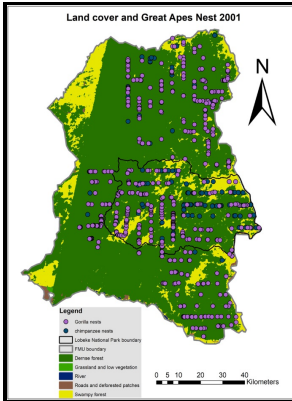 Land cover and Great Apes Nest 2001
N
Legend
Gorilla nests
chimpanzee nests
Lobeke National Park boundary
FMU boundary
Derrse forest
Grassland and low vegetation
River
Roads and deforested patches
Swampy forest
0 5 10 20 30 40
Kilometers